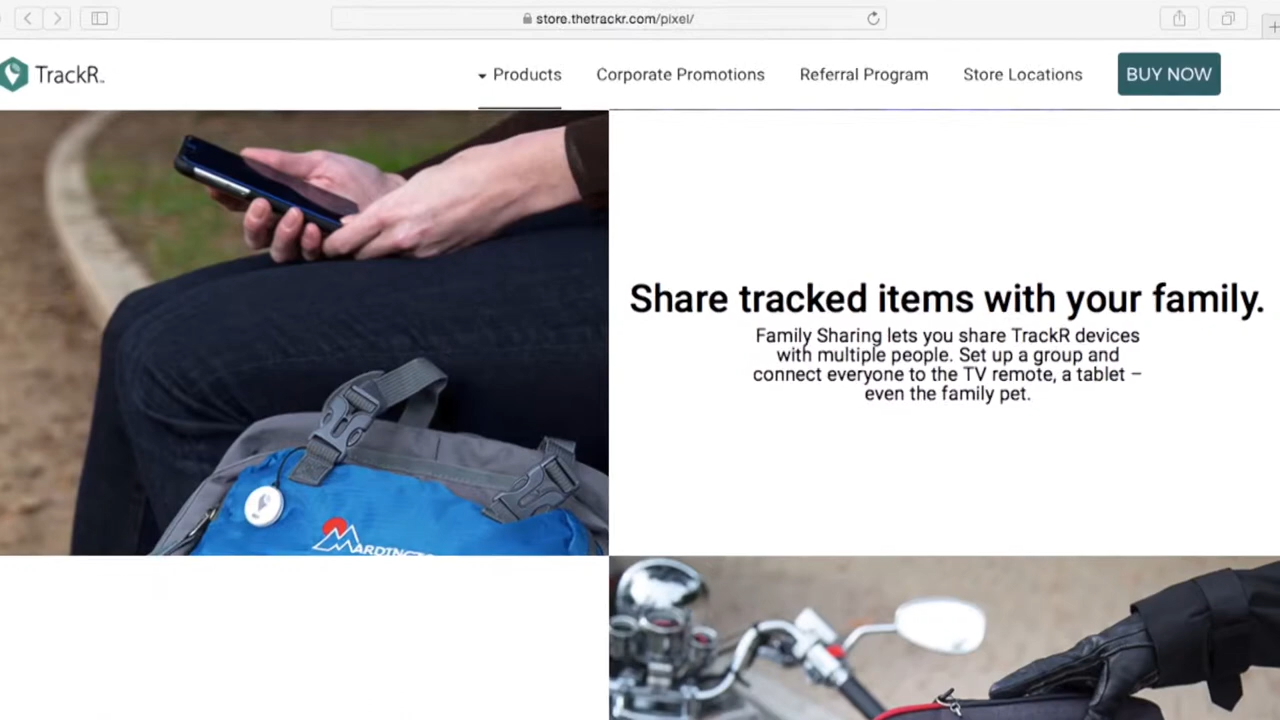 store.thetrackr.com/pixel/
TrackR
Products
Corporate Promotions
Referral Program
Store Locations
BUY NOW
Share tracked items with your family.
Family Sharing lets you share TrackR devices
with multiple people. Set up a group and
connect everyone to the TV remote, a tablet –
even the family pet.